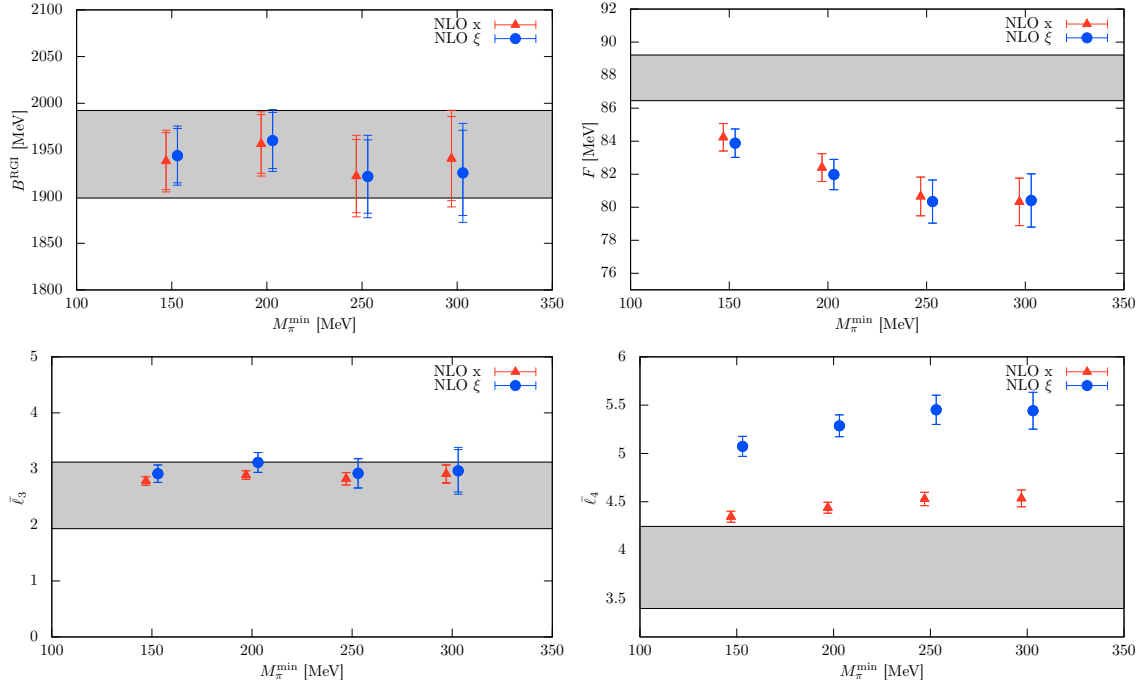 2100
2050
2000
1950
1900
1850
1800
B^RGI [MeV]
100 150 200 250 300 350
M_π^min [MeV]
NLO x
NLO ξ
92
90
88
86
84
82
80
78
76
F [MeV]
100 150 200 250 300 350
M_π^min [MeV]
NLO x
NLO ξ
5
4
3
2
1
0
ℓ̄_3
100 150 200 250 300 350
M_π^min [MeV]
NLO x
NLO ξ
6
5.5
5
4.5
4
3.5
ℓ̄_4
100 150 200 250 300 350
M_π^min [MeV]
NLO x
NLO ξ